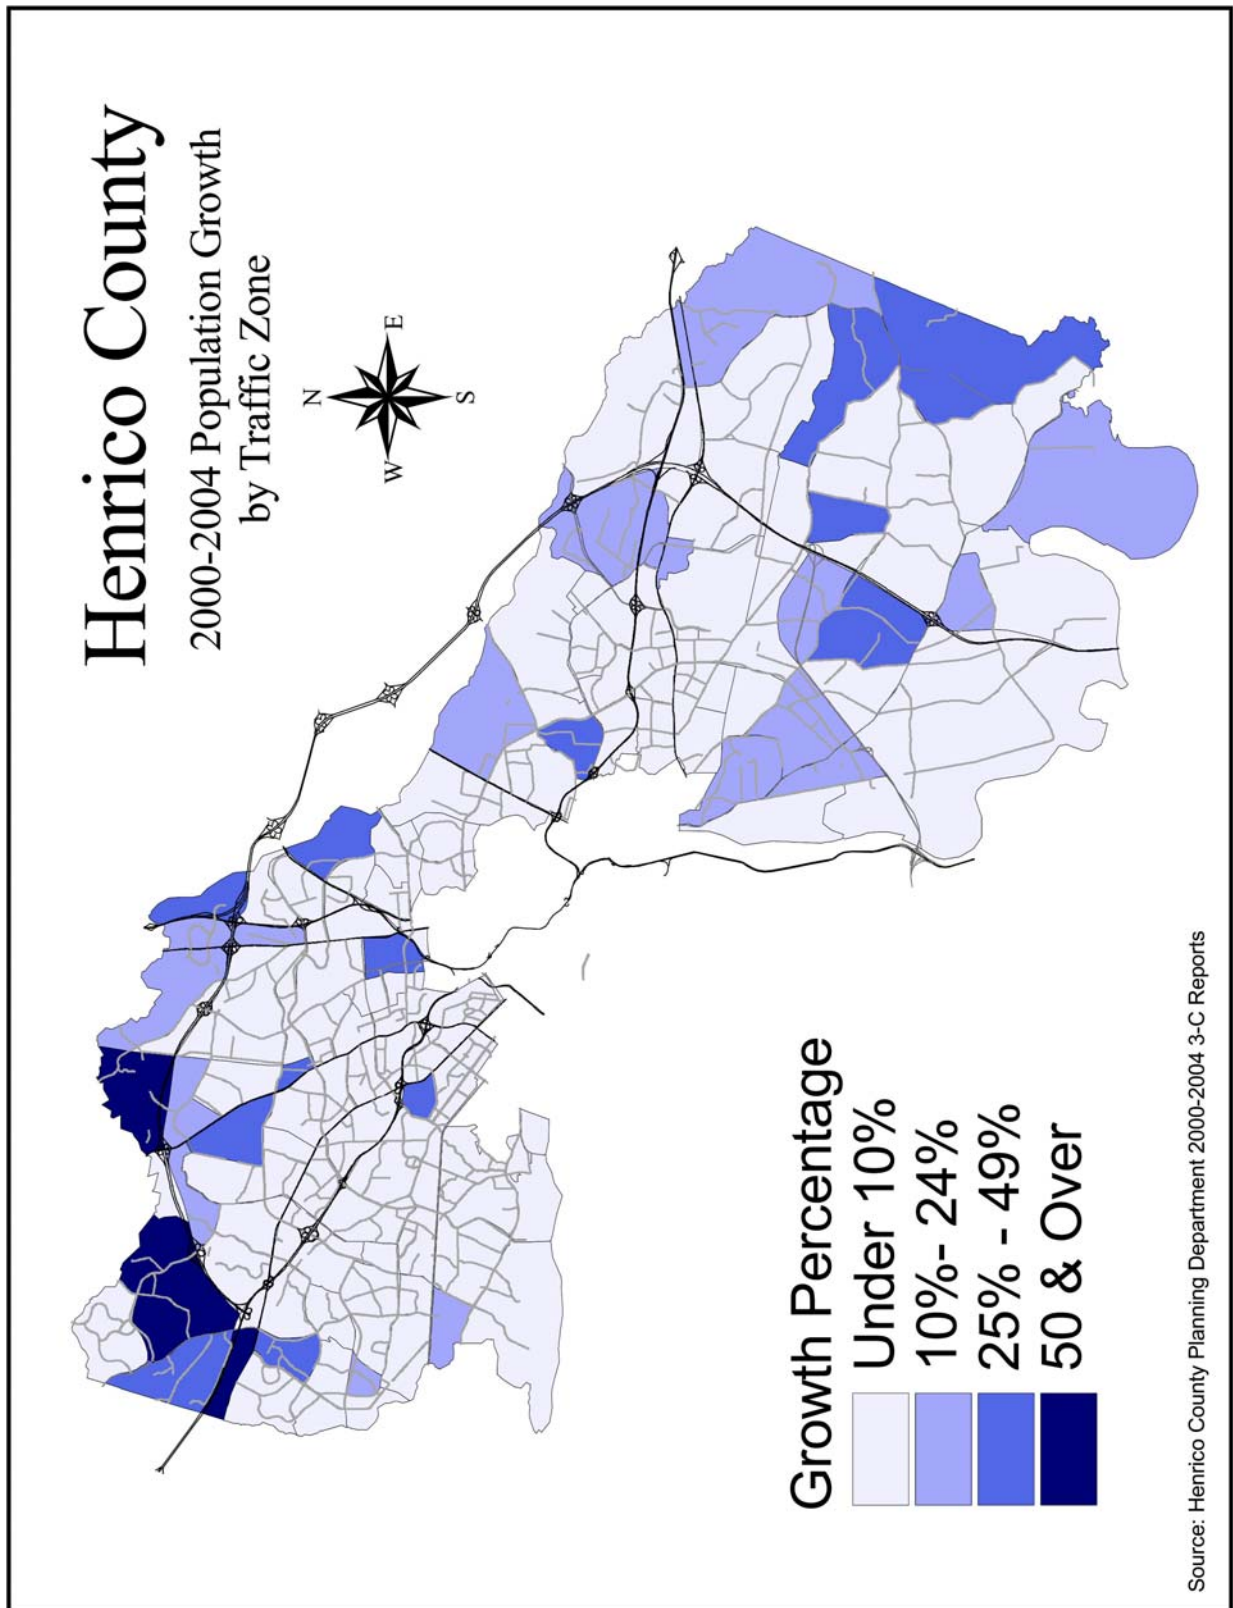 Henrico County
2000-2004 Population Growth
by Traffic Zone
N
W
E
S
Growth Percentage
Under 10%
10%- 24%
25% - 49%
50 & Over
Source: Henrico County Planning Department 2000-2004 3-C Reports